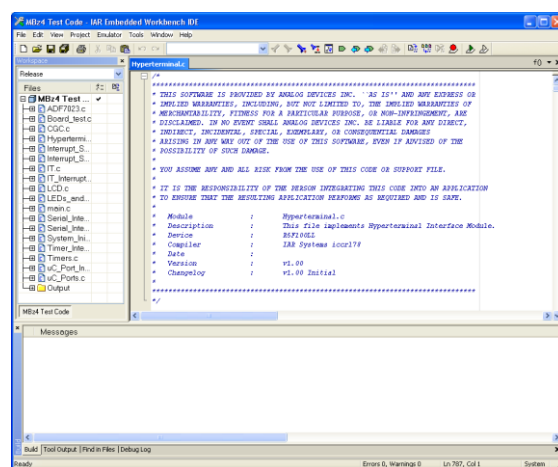 MBz4 Test Code - IAR Embedded Workbench IDE
File Edit View Project Emulator Tools Window Help
Workspace
Hyperterminal.c
f()
Release
Files
MBz4 Test ...
ADF7023.c
Board_test.c
CGC.c
Hypertermi...
Interrupt_S...
Interrupt_S...
IT.c
IT_Interrupt...
LCD.c
LEDs_and...
main.c
Serial_Inte...
Serial_Inte...
System_Ini...
Timer_Inte...
Timers.c
uC_Port_In...
uC_Ports.c
Output
MBz4 Test Code
/*
*******************************************************************************
* THIS SOFTWARE IS PROVIDED BY ANALOG DEVICES INC. ``AS IS'' AND ANY EXPRESS OR
* IMPLIED WARRANTIES, INCLUDING, BUT NOT LIMITED TO, THE IMPLIED WARRANTIES OF
* MERCHANTABILITY, FITNESS FOR A PARTICULAR PURPOSE, OR NON-INFRINGEMENT, ARE
* DISCLAIMED. IN NO EVENT SHALL ANALOG DEVICES INC. BE LIABLE FOR ANY DIRECT,
* INDIRECT, INCIDENTAL, SPECIAL, EXEMPLARY, OR CONSEQUENTIAL DAMAGES
* ARISING IN ANY WAY OUT OF THE USE OF THIS SOFTWARE, EVEN IF ADVISED OF THE
* POSSIBILITY OF SUCH DAMAGE.
*
* YOU ASSUME ANY AND ALL RISK FROM THE USE OF THIS CODE OR SUPPORT FILE.
*
* IT IS THE RESPONSIBILITY OF THE PERSON INTEGRATING THIS CODE INTO AN APPLICATION
* TO ENSURE THAT THE RESULTING APPLICATION PERFORMS AS REQUIRED AND IS SAFE.
*
* Module : Hyperterminal.c
* Description : This file implements Hyperterminal Interface Module.
* Device : R5F100LL
* Compiler : IAR Systems iccrl78
* Date :
* Version : v1.00
* Changelog : v1.00 Initial
*
*******************************************************************************
*/
Messages
Build Tool Output Find in Files Debug Log
Ready
Errors 0, Warnings 0
Ln 787, Col 1
System